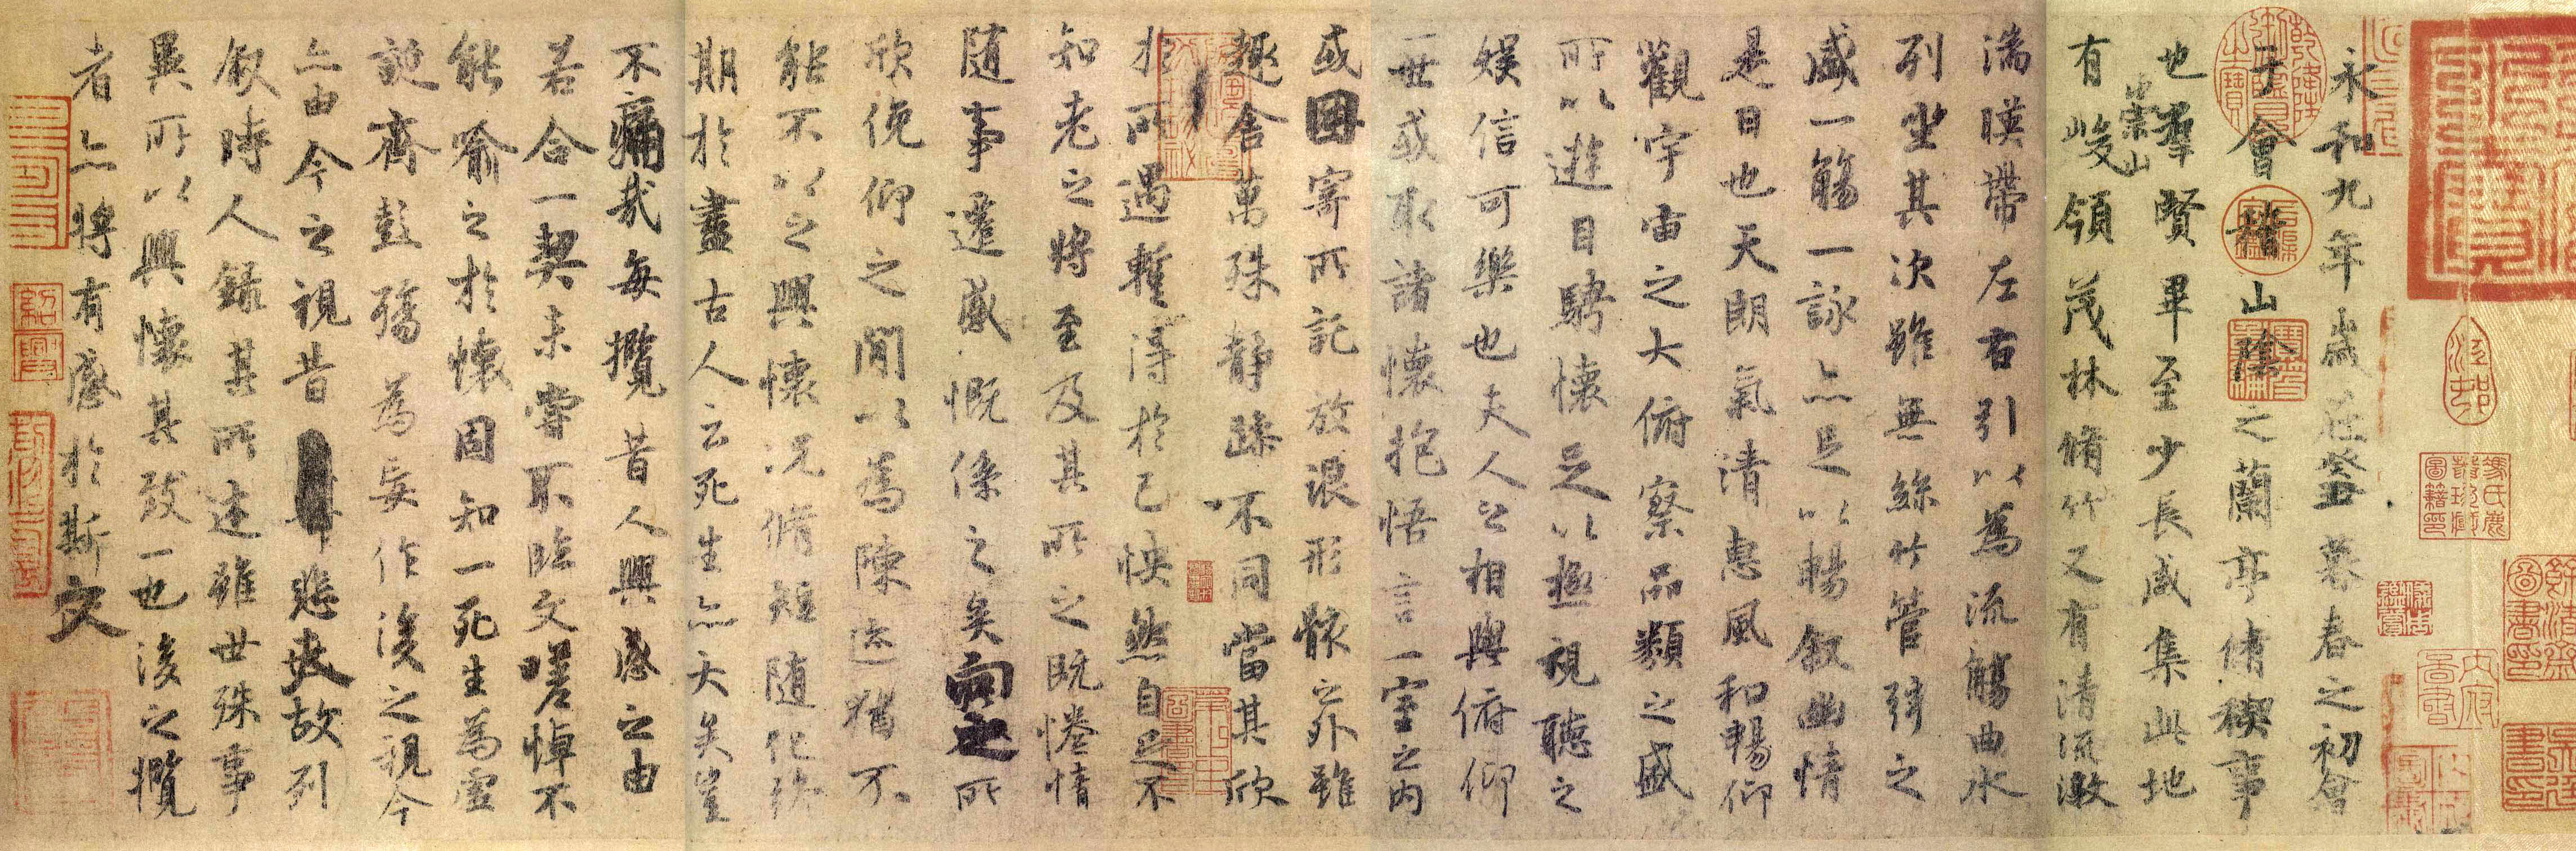 永和九年歲在癸丑暮春之初會
于會稽山陰之蘭亭脩稧事
也羣賢畢至少長咸集此地
有崇山峻領茂林脩竹又有清流激
湍暎帶左右引以為流觴曲水
列坐其次雖無絲竹管弦之
盛一觴一詠亦足以暢敘幽情
是日也天朗氣清惠風和暢仰
觀宇宙之大俯察品類之盛
所以遊目騁懷足以極視聽之
娛信可樂也夫人之相與俯仰
一世或取諸懷抱悟言一室之內
或因寄所託放浪形骸之外雖
趣舍萬殊靜躁不同當其欣
於所遇暫得於己怏然自足不
知老之將至及其所之既惓情
隨事遷感慨係之矣向之所
欣俛仰之閒以為陳迹猶不
能不以之興懷況脩短隨化終
期於盡古人云死生亦大矣豈
不痛哉每攬昔人興感之由
若合一契未嘗不臨文嗟悼不
能喻之於懷固知一死生為虛
誕齊彭殤為妄作後之視今
亦由今之視昔悲夫故列
敘時人錄其所述雖世殊事
異所以興懷其致一也後之攬
者亦將有感於斯文